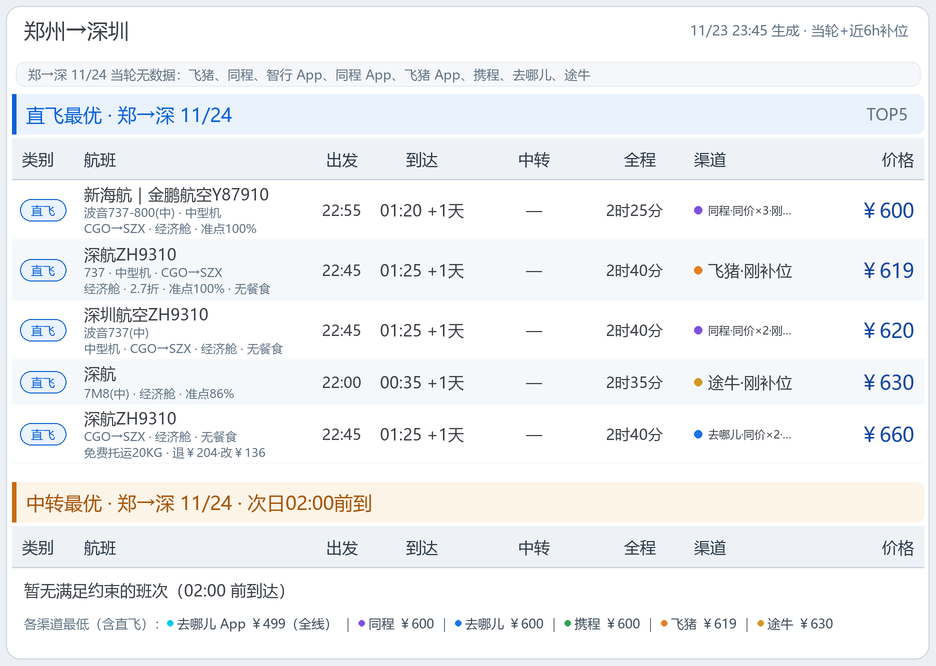 郑州→深圳
11/23 23:45 生成 · 当轮+近6h补位
郑→深 11/24 当轮无数据：飞猪、同程、智行 App、同程 App、飞猪 App、携程、去哪儿、途牛
直飞最优 · 郑→深 11/24 TOP5
类别 航班 出发 到达 中转 全程 渠道 价格
直飞 新海航｜金鹏航空Y87910 22:55 01:20 +1天 — 2时25分 同程·同价×3·刚… ￥600
波音737-800(中) · 中型机
CGO→SZX · 经济舱 · 准点100%
直飞 深航ZH9310 22:45 01:25 +1天 — 2时40分 飞猪·刚补位 ￥619
737 · 中型机 · CGO→SZX
经济舱 · 2.7折 · 准点100% · 无餐食
直飞 深圳航空ZH9310 22:45 01:25 +1天 — 2时40分 同程·同价×2·刚… ￥620
波音737(中)
中型机 · CGO→SZX · 经济舱 · 无餐食
直飞 深航 22:00 00:35 +1天 — 2时35分 途牛·刚补位 ￥630
7M8(中) · 经济舱 · 准点86%
直飞 深航ZH9310 22:45 01:25 +1天 — 2时40分 去哪儿·同价×2·… ￥660
CGO→SZX · 经济舱 · 无餐食
免费托运20KG · 退￥204·改￥136
中转最优 · 郑→深 11/24 · 次日02:00前到
类别 航班 出发 到达 中转 全程 渠道 价格
暂无满足约束的班次（02:00 前到达）
各渠道最低（含直飞）: 去哪儿 App ￥499（全线） | 同程 ￥600 | 去哪儿 ￥600 | 携程 ￥600 | 飞猪 ￥619 | 途牛 ￥630